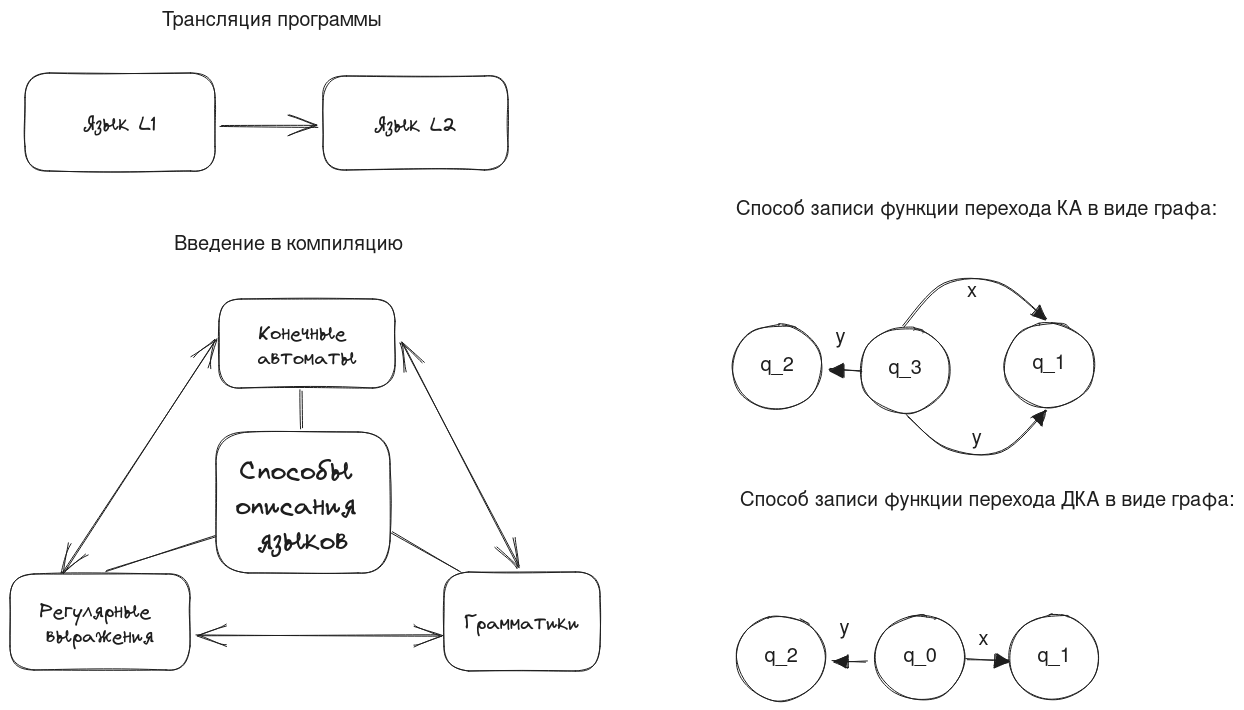 Трансляция программы
Язык L1
Язык L2
Введение в компиляцию
Конечные
автоматы
Способы
описания
языков
Регулярные
выражения
Грамматики
Способ записи функции перехода КА в виде графа:
x
y
q_2
q_3
q_1
y
Способ записи функции перехода ДКА в виде графа:
y
x
q_2
q_0
q_1